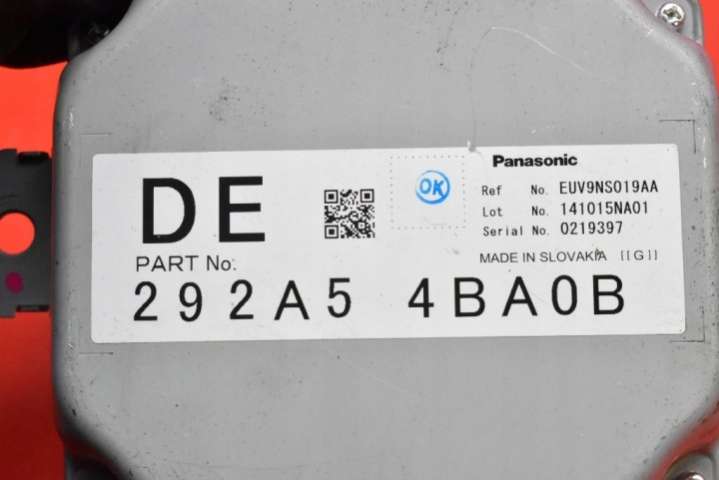 DE
PART No.
292A5 4BA0B
OK
Panasonic
Ref No. EUV9NS019AA
Lot No. 141015NA01
Serial No. 0219397
MADE IN SLOVAKIA [[G]]